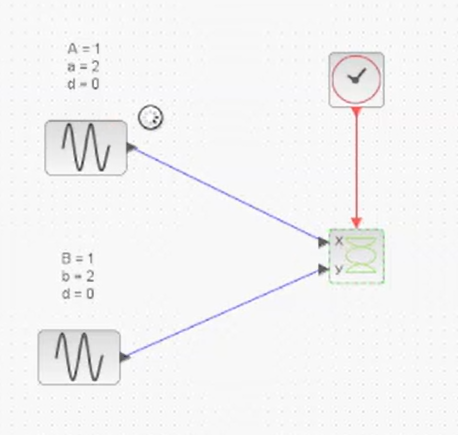 A = 1
a = 2
d = 0
X
y
B = 1
b = 2
d = 0